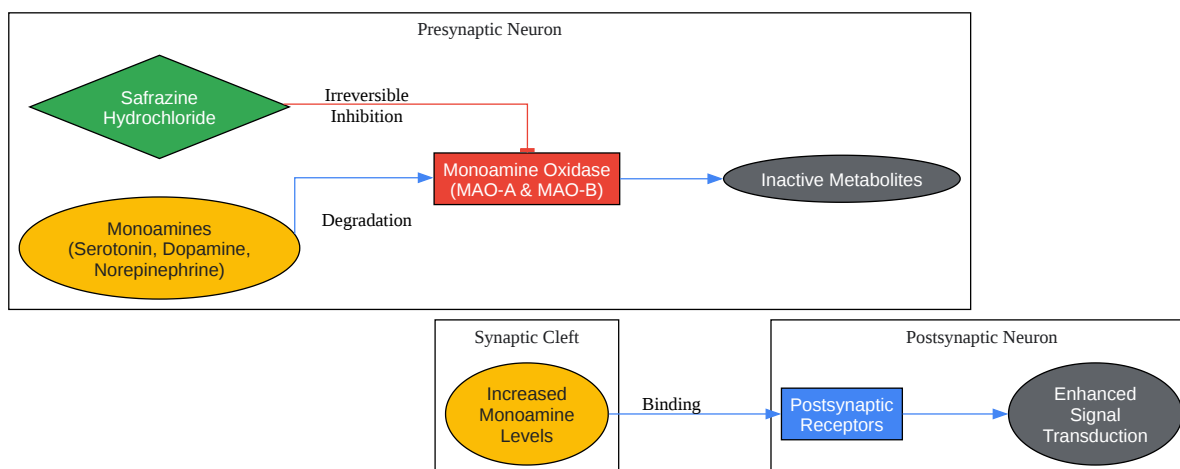 Presynaptic Neuron
Safrazine
Hydrochloride
Irreversible
Inhibition
Monoamine Oxidase
(MAO-A & MAO-B)
Inactive Metabolites
Degradation
Monoamines
(Serotonin, Dopamine,
Norepinephrine)
Synaptic Cleft
Increased
Monoamine
Levels
Binding
Postsynaptic Neuron
Postsynaptic
Receptors
Enhanced
Signal
Transduction